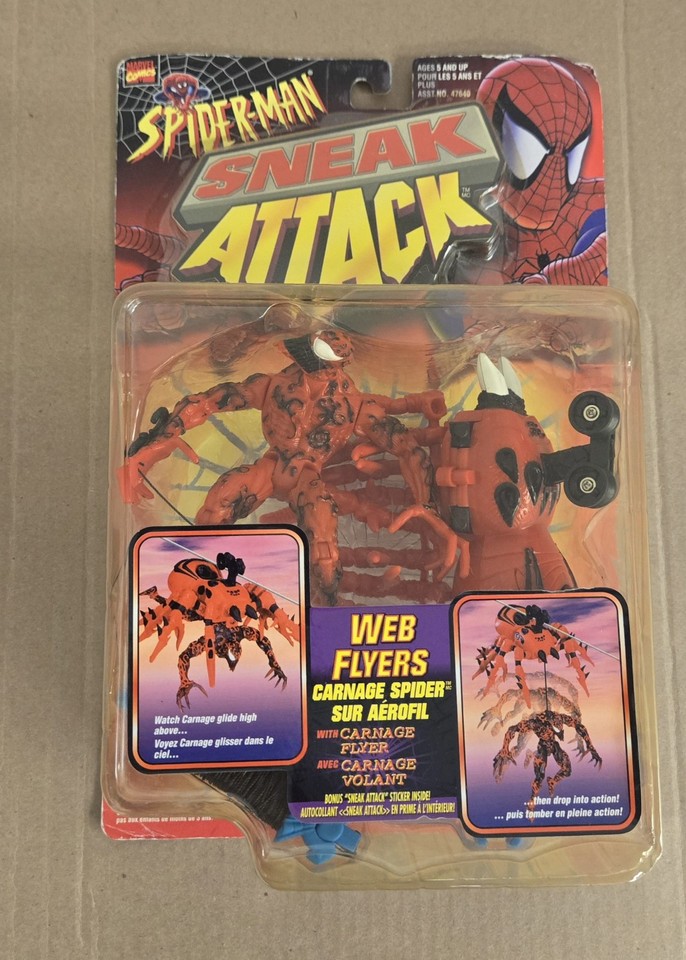 MARVEL
COMICS
SPIDER-MAN®
SNEAK
ATTACK
TM
MC
AGES 5 AND UP
POUR LES 5 ANS ET
PLUS
ASST. NO. 47640
WEB
FLYERS
CARNAGE SPIDER™ MC
SUR AÉROFIL
WITH CARNAGE
FLYER
AVEC CARNAGE
VOLANT
BONUS "SNEAK ATTACK" STICKER INSIDE!
AUTOCOLLANT <<SNEAK ATTACK>> EN PRIME A L'INTÉRIEUR!
Watch Carnage glide high
above...
Voyez Carnage glisser dans le
ciel...
...then drop into action!
... puis tomber en pleine action!